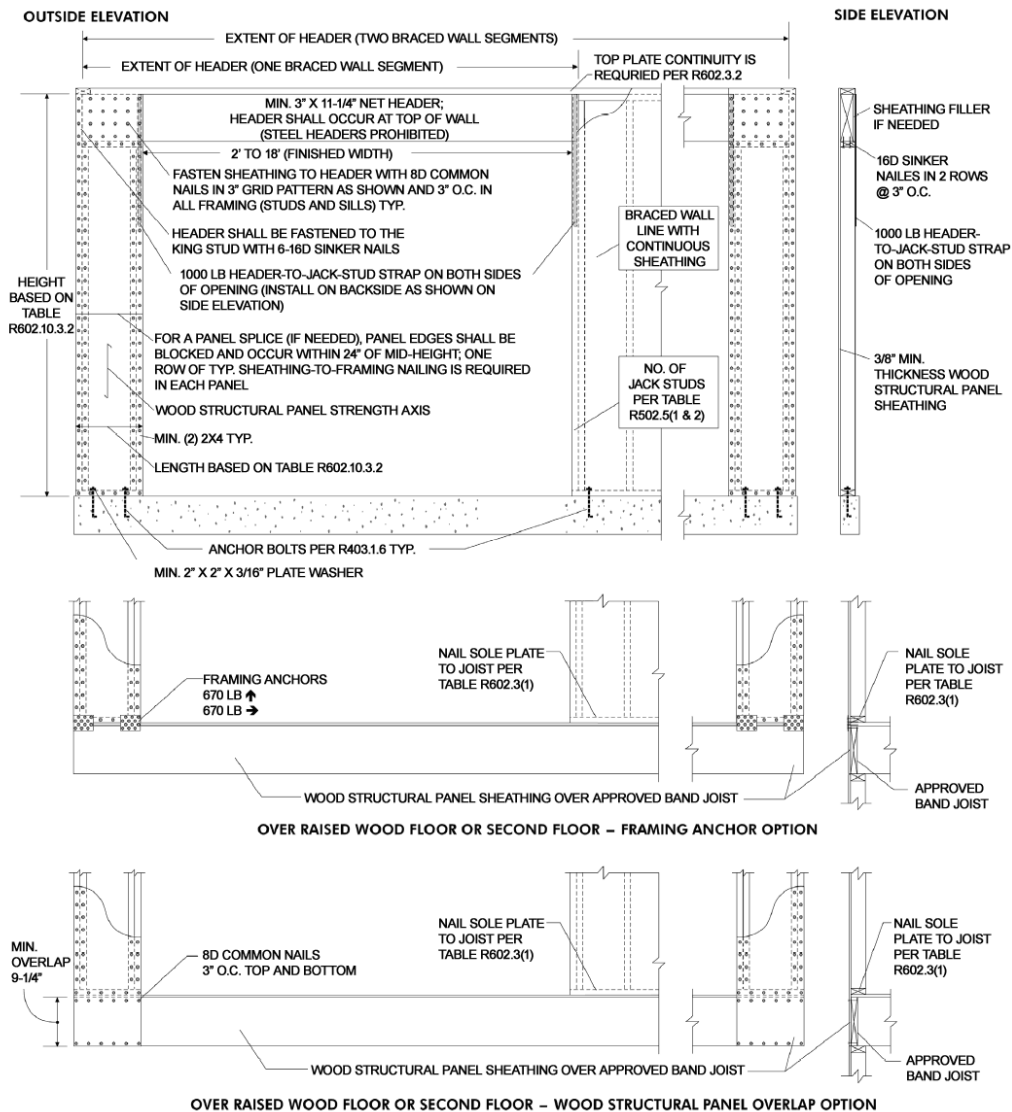 OUTSIDE ELEVATION
SIDE ELEVATION
EXTENT OF HEADER (TWO BRACED WALL SEGMENTS)
EXTENT OF HEADER (ONE BRACED WALL SEGMENT)
TOP PLATE CONTINUITY IS
REQURIED PER R602.3.2
MIN. 3" X 11-1/4" NET HEADER;
HEADER SHALL OCCUR AT TOP OF WALL
(STEEL HEADERS PROHIBITED)
2' TO 18' (FINISHED WIDTH)
FASTEN SHEATHING TO HEADER WITH 8D COMMON
NAILS IN 3" GRID PATTERN AS SHOWN AND 3" O.C. IN
ALL FRAMING (STUDS AND SILLS) TYP.
HEADER SHALL BE FASTENED TO THE
KING STUD WITH 6-16D SINKER NAILS
1000 LB HEADER-TO-JACK-STUD STRAP ON BOTH SIDES
OF OPENING (INSTALL ON BACKSIDE AS SHOWN ON
SIDE ELEVATION)
HEIGHT
BASED ON
TABLE
R602.10.3.2
FOR A PANEL SPLICE (IF NEEDED), PANEL EDGES SHALL BE
BLOCKED AND OCCUR WITHIN 24" OF MID-HEIGHT; ONE
ROW OF TYP. SHEATHING-TO-FRAMING NAILING IS REQUIRED
IN EACH PANEL
WOOD STRUCTURAL PANEL STRENGTH AXIS
MIN. (2) 2X4 TYP.
LENGTH BASED ON TABLE R602.10.3.2
BRACED WALL
LINE WITH
CONTINUOUS
SHEATHING
NO. OF
JACK STUDS
PER TABLE
R502.5(1 & 2)
SHEATHING FILLER
IF NEEDED
16D SINKER
NAILES IN 2 ROWS
@ 3" O.C.
1000 LB HEADER-
TO-JACK-STUD STRAP
ON BOTH SIDES
OF OPENING
3/8" MIN.
THICKNESS WOOD
STRUCTURAL PANEL
SHEATHING
ANCHOR BOLTS PER R403.1.6 TYP.
MIN. 2" X 2" X 3/16" PLATE WASHER
FRAMING ANCHORS
670 LB ↑
670 LB →
NAIL SOLE PLATE
TO JOIST PER
TABLE R602.3(1)
NAIL SOLE
PLATE TO JOIST
PER TABLE
R602.3(1)
WOOD STRUCTURAL PANEL SHEATHING OVER APPROVED BAND JOIST
APPROVED
BAND JOIST
OVER RAISED WOOD FLOOR OR SECOND FLOOR – FRAMING ANCHOR OPTION
MIN.
OVERLAP
9-1/4"
8D COMMON NAILS
3" O.C. TOP AND BOTTOM
NAIL SOLE PLATE
TO JOIST PER
TABLE R602.3(1)
NAIL SOLE
PLATE TO JOIST
PER TABLE
R602.3(1)
WOOD STRUCTURAL PANEL SHEATHING OVER APPROVED BAND JOIST
APPROVED
BAND JOIST
OVER RAISED WOOD FLOOR OR SECOND FLOOR – WOOD STRUCTURAL PANEL OVERLAP OPTION